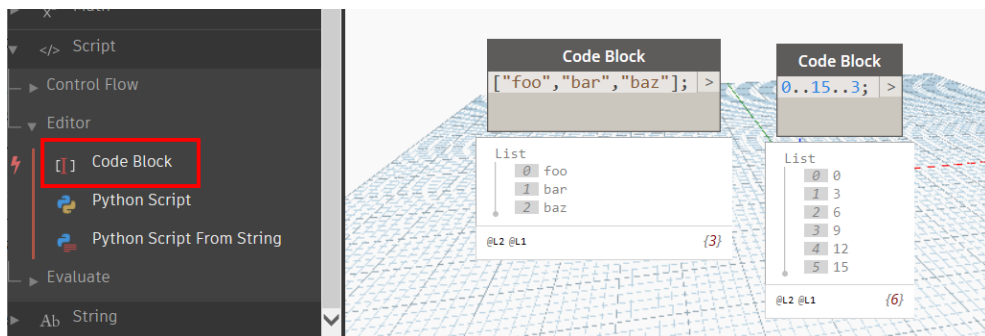 Math
</> Script
Control Flow
Editor
[I] Code Block
Python Script
Python Script From String
Evaluate
Ab String
Code Block
["foo","bar","baz"]; >
List
0 foo
1 bar
2 baz
@L2 @L1 {3}
Code Block
0..15..3; >
List
0 0
1 3
2 6
3 9
4 12
5 15
@L2 @L1 {6}